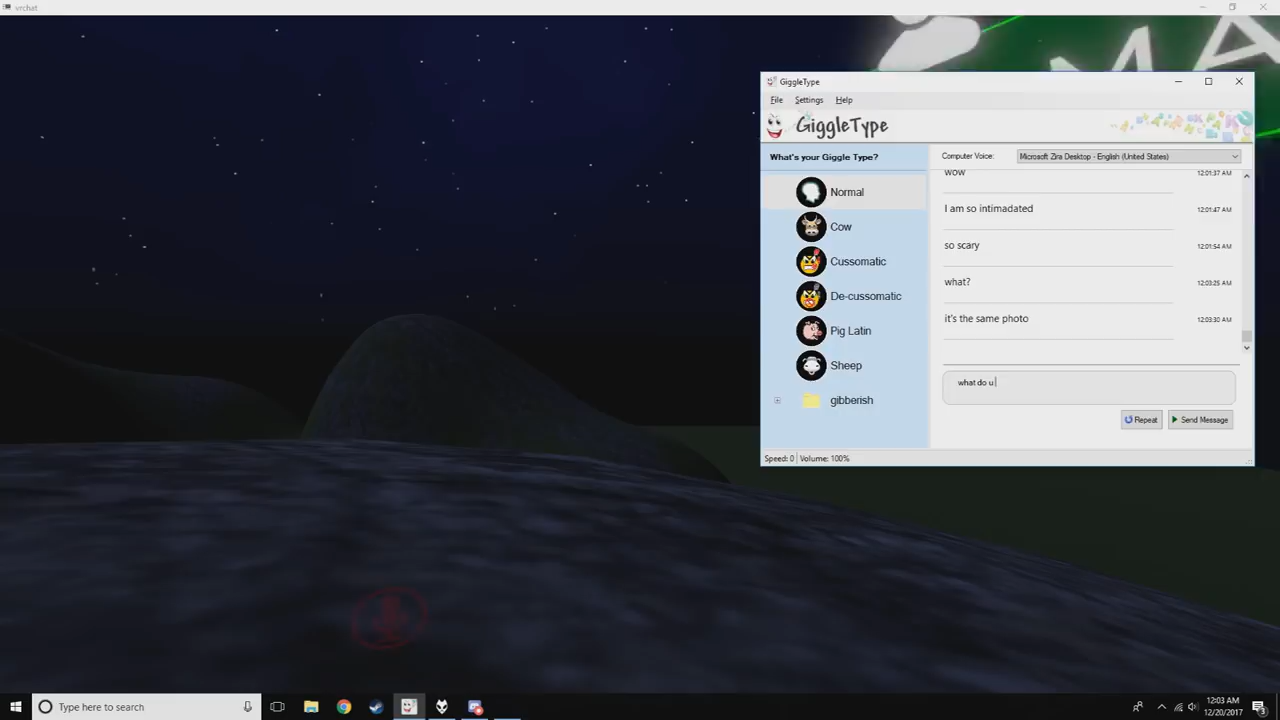 vrchat
MA
GiggleType
File Settings Help
GiggleType
What's your Giggle Type?
Computer Voice: Microsoft Zira Desktop - English (United States)
Normal
Cow
Cussomatic
De-cussomatic
Pig Latin
Sheep
gibberish
wow 12:01:37 AM
I am so intimadated 12:01:47 AM
so scary 12:01:54 AM
what? 12:03:25 AM
it's the same photo 12:03:30 AM
what do u
Repeat Send Message
Speed: 0 Volume: 100%
Type here to search
12:03 AM
12/20/2017
3